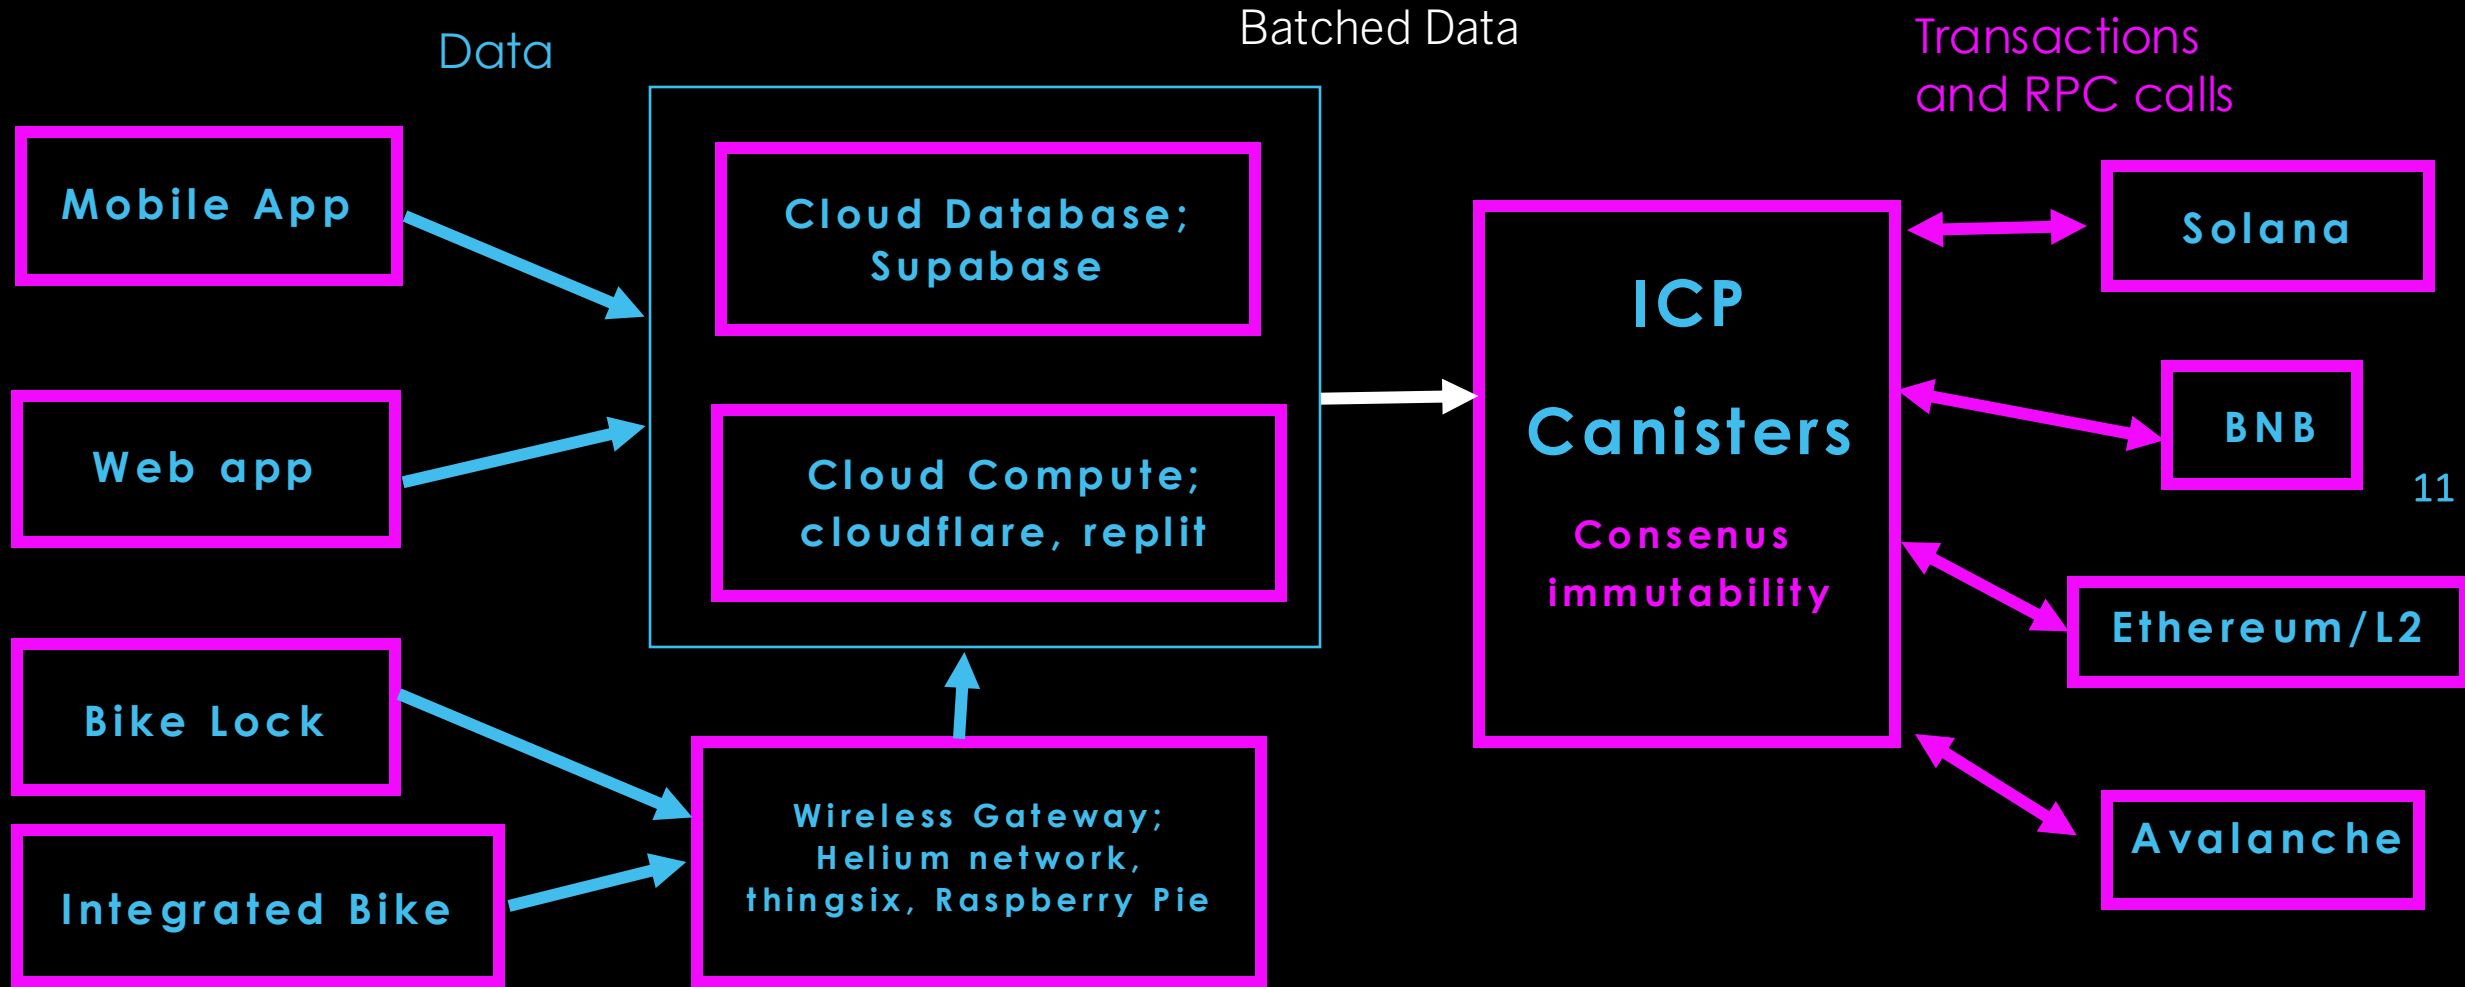 Data
Batched Data
Transactions
and RPC calls
Mobile App
Web app
Bike Lock
Integrated Bike
Cloud Database;
Supabase
Cloud Compute;
cloudflare, replit
Wireless Gateway;
Helium network,
thingsix, Raspberry Pie
ICP
Canisters
Consenus
immutability
Solana
BNB
11
Ethereum/L2
Avalanche